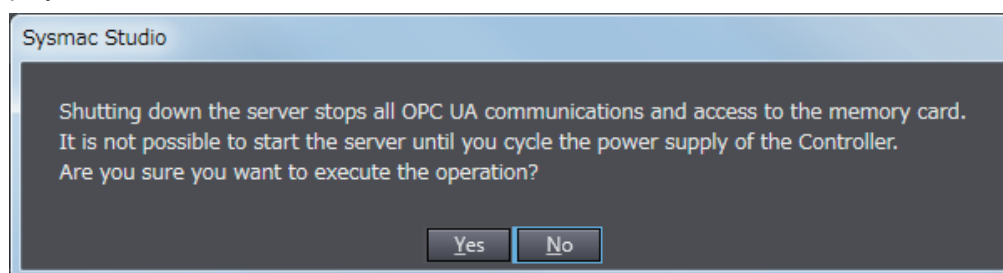 Sysmac Studio
Shutting down the server stops all OPC UA communications and access to the memory card.
It is not possible to start the server until you cycle the power supply of the Controller.
Are you sure you want to execute the operation?
Yes No